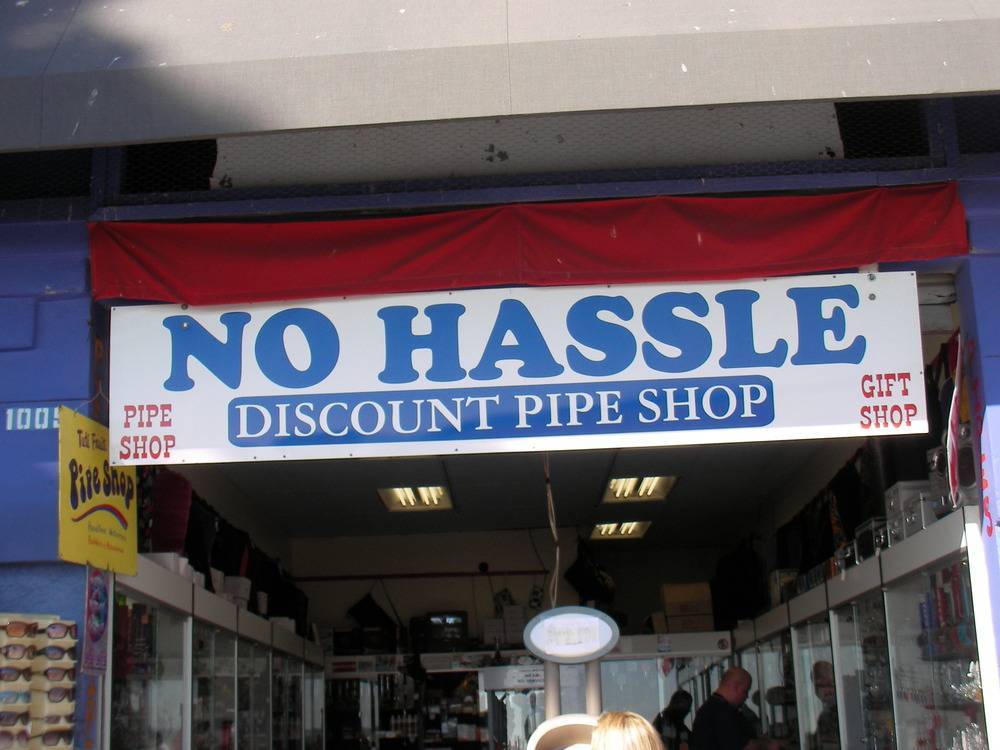 NO HASSLE
DISCOUNT PIPE SHOP
PIPE
SHOP
GIFT
SHOP
1005
Pipe Shop